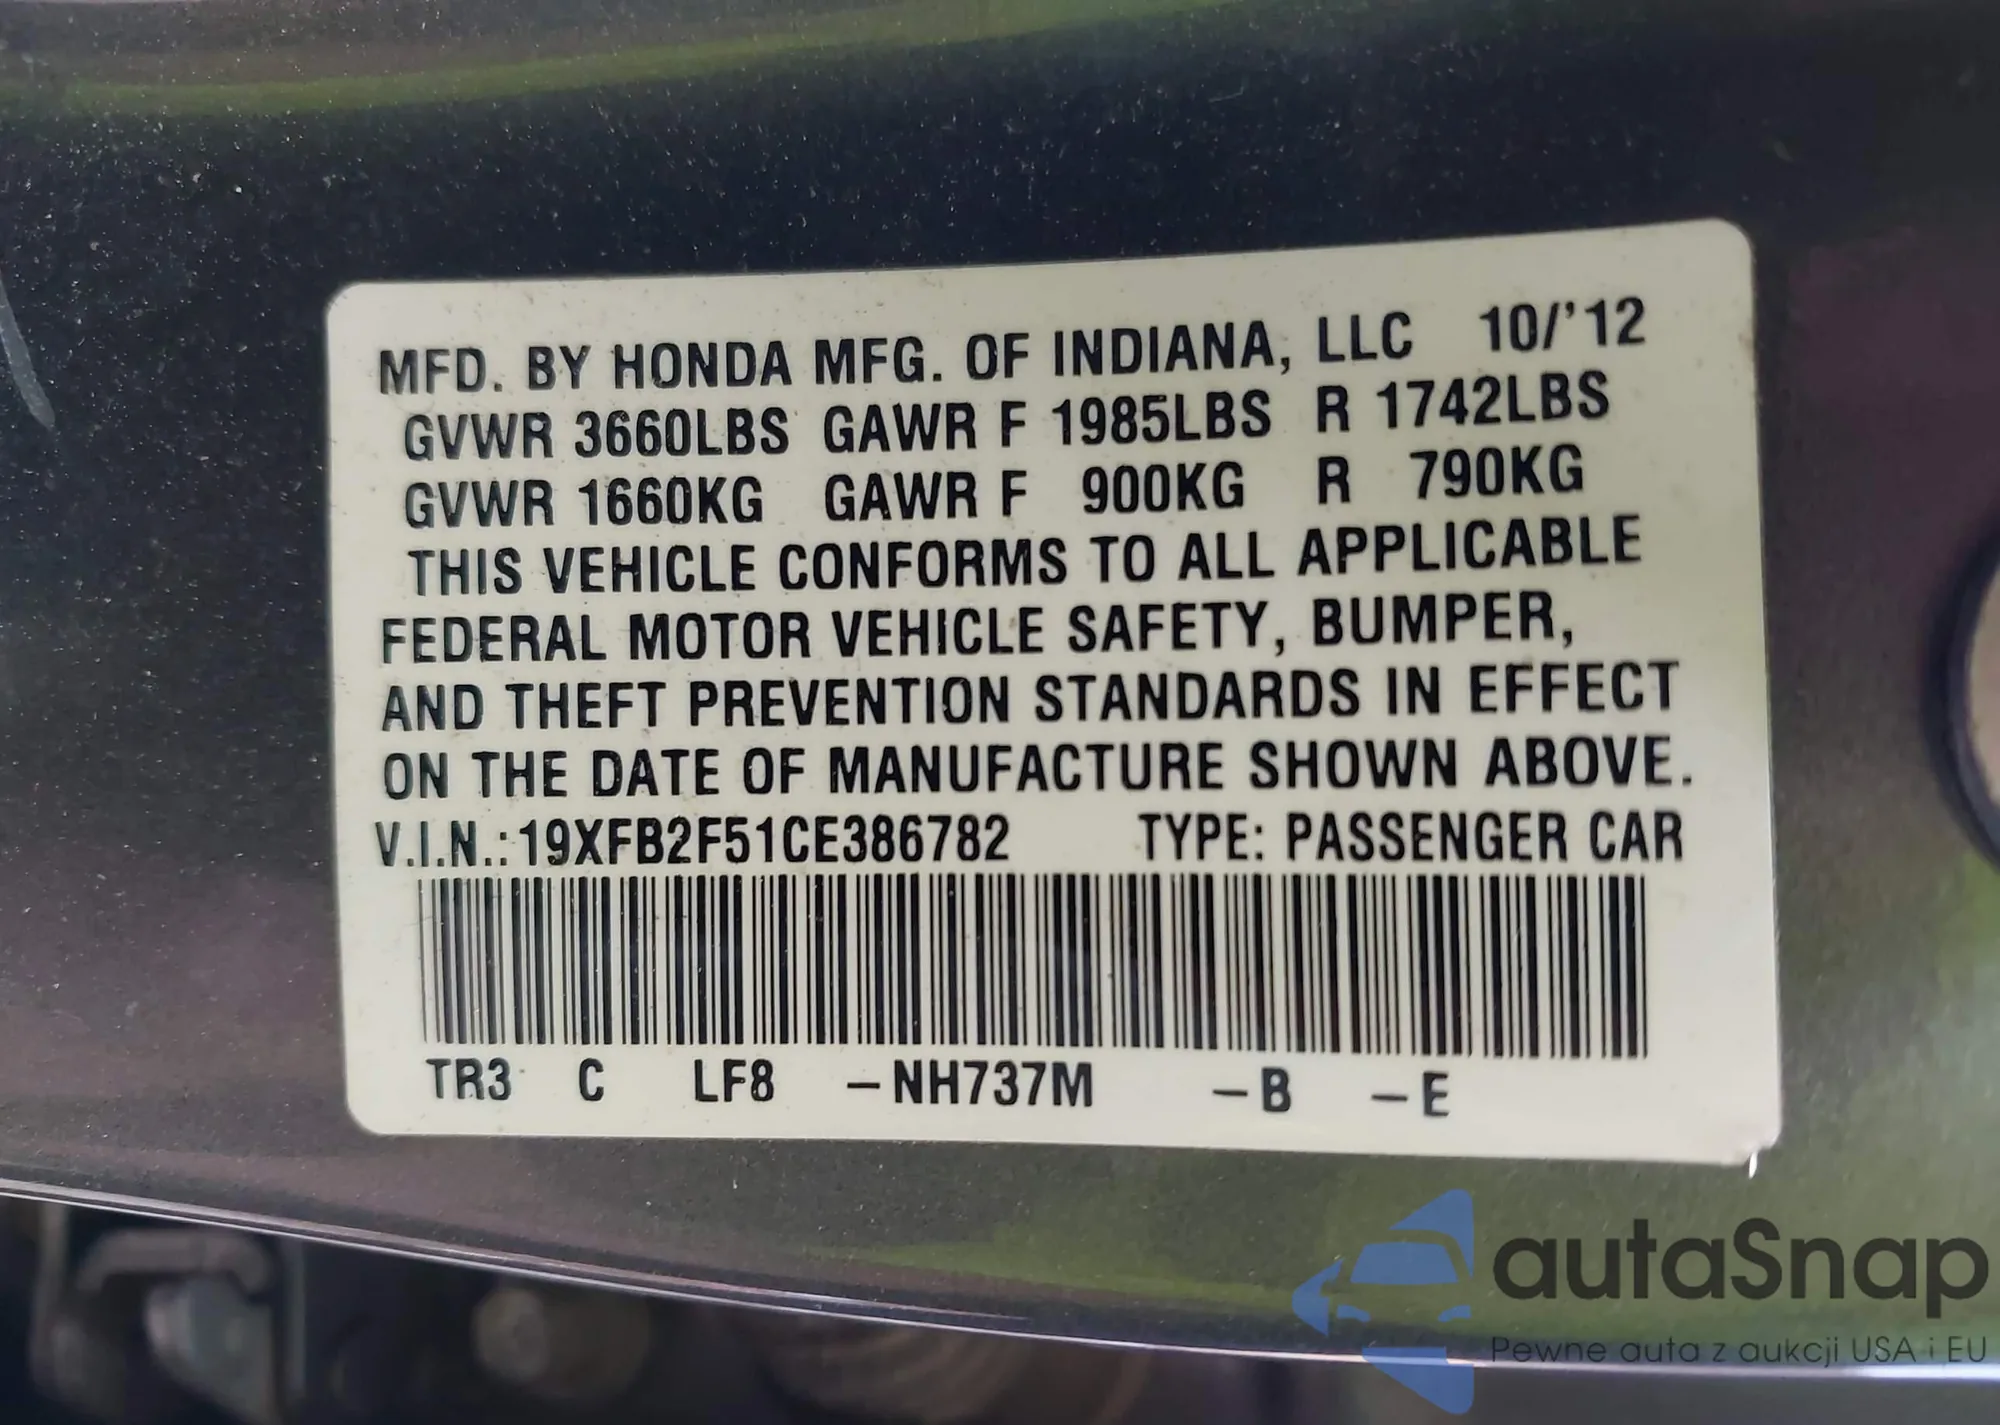 MFD. BY HONDA MFG. OF INDIANA, LLC 10/'12
GVWR 3660LBS GAWR F 1985LBS R 1742LBS
GVWR 1660KG GAWR F 900KG R 790KG
THIS VEHICLE CONFORMS TO ALL APPLICABLE
FEDERAL MOTOR VEHICLE SAFETY, BUMPER,
AND THEFT PREVENTION STANDARDS IN EFFECT
ON THE DATE OF MANUFACTURE SHOWN ABOVE.
V.I.N.:19XFB2F51CE386782 TYPE: PASSENGER CAR
TR3 C LF8 –NH737M –B –E
autaSnap
Pewne auta z aukcji USA i EU